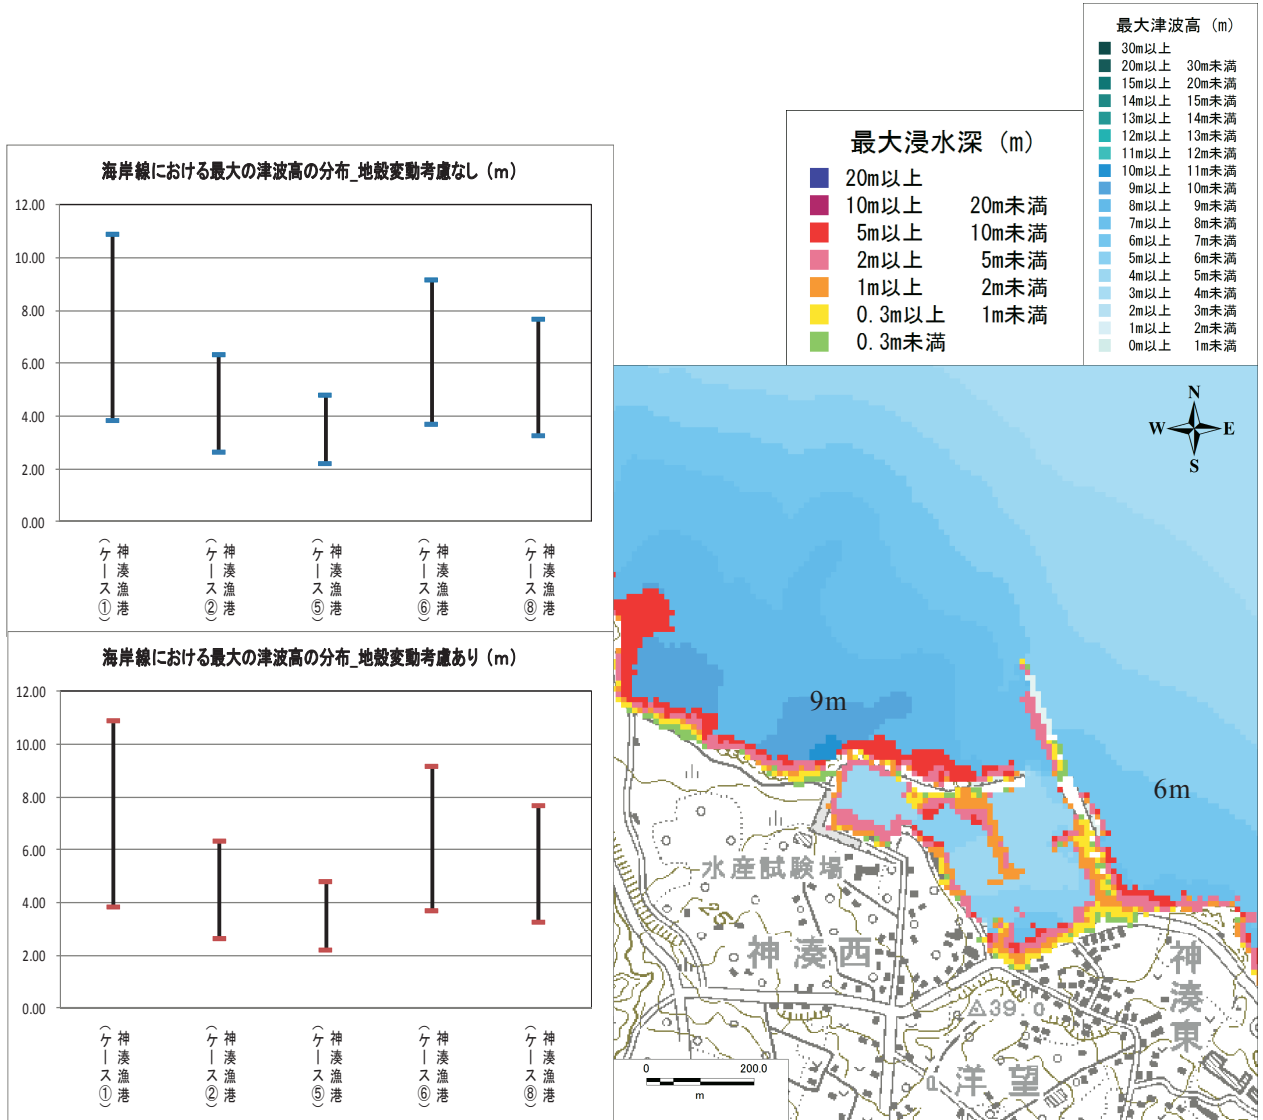 海岸線における最大の津波高の分布_地殻変動考慮なし（m）
12.00
10.00
8.00
6.00
4.00
2.00
0.00
神湊漁港
（ケース①）
神湊漁港
（ケース②）
神湊漁港
（ケース⑤）
神湊漁港
（ケース⑥）
神湊漁港
（ケース⑧）
海岸線における最大の津波高の分布_地殻変動考慮あり（m）
12.00
10.00
8.00
6.00
4.00
2.00
0.00
神湊漁港
（ケース①）
神湊漁港
（ケース②）
神湊漁港
（ケース⑤）
神湊漁港
（ケース⑥）
神湊漁港
（ケース⑧）
最大浸水深（m）
20m以上
10m以上 20m未満
5m以上 10m未満
2m以上 5m未満
1m以上 2m未満
0.3m以上 1m未満
0.3m未満
最大津波高（m）
30m以上
20m以上 30m未満
15m以上 20m未満
14m以上 15m未満
13m以上 14m未満
12m以上 13m未満
11m以上 12m未満
10m以上 11m未満
9m以上 10m未満
8m以上 9m未満
7m以上 8m未満
6m以上 7m未満
5m以上 6m未満
4m以上 5m未満
3m以上 4m未満
2m以上 3m未満
1m以上 2m未満
0m以上 1m未満
N
W E
S
9m
6m
水産試験場
神湊西
神湊東
39.0
洋望
0 200.0
m